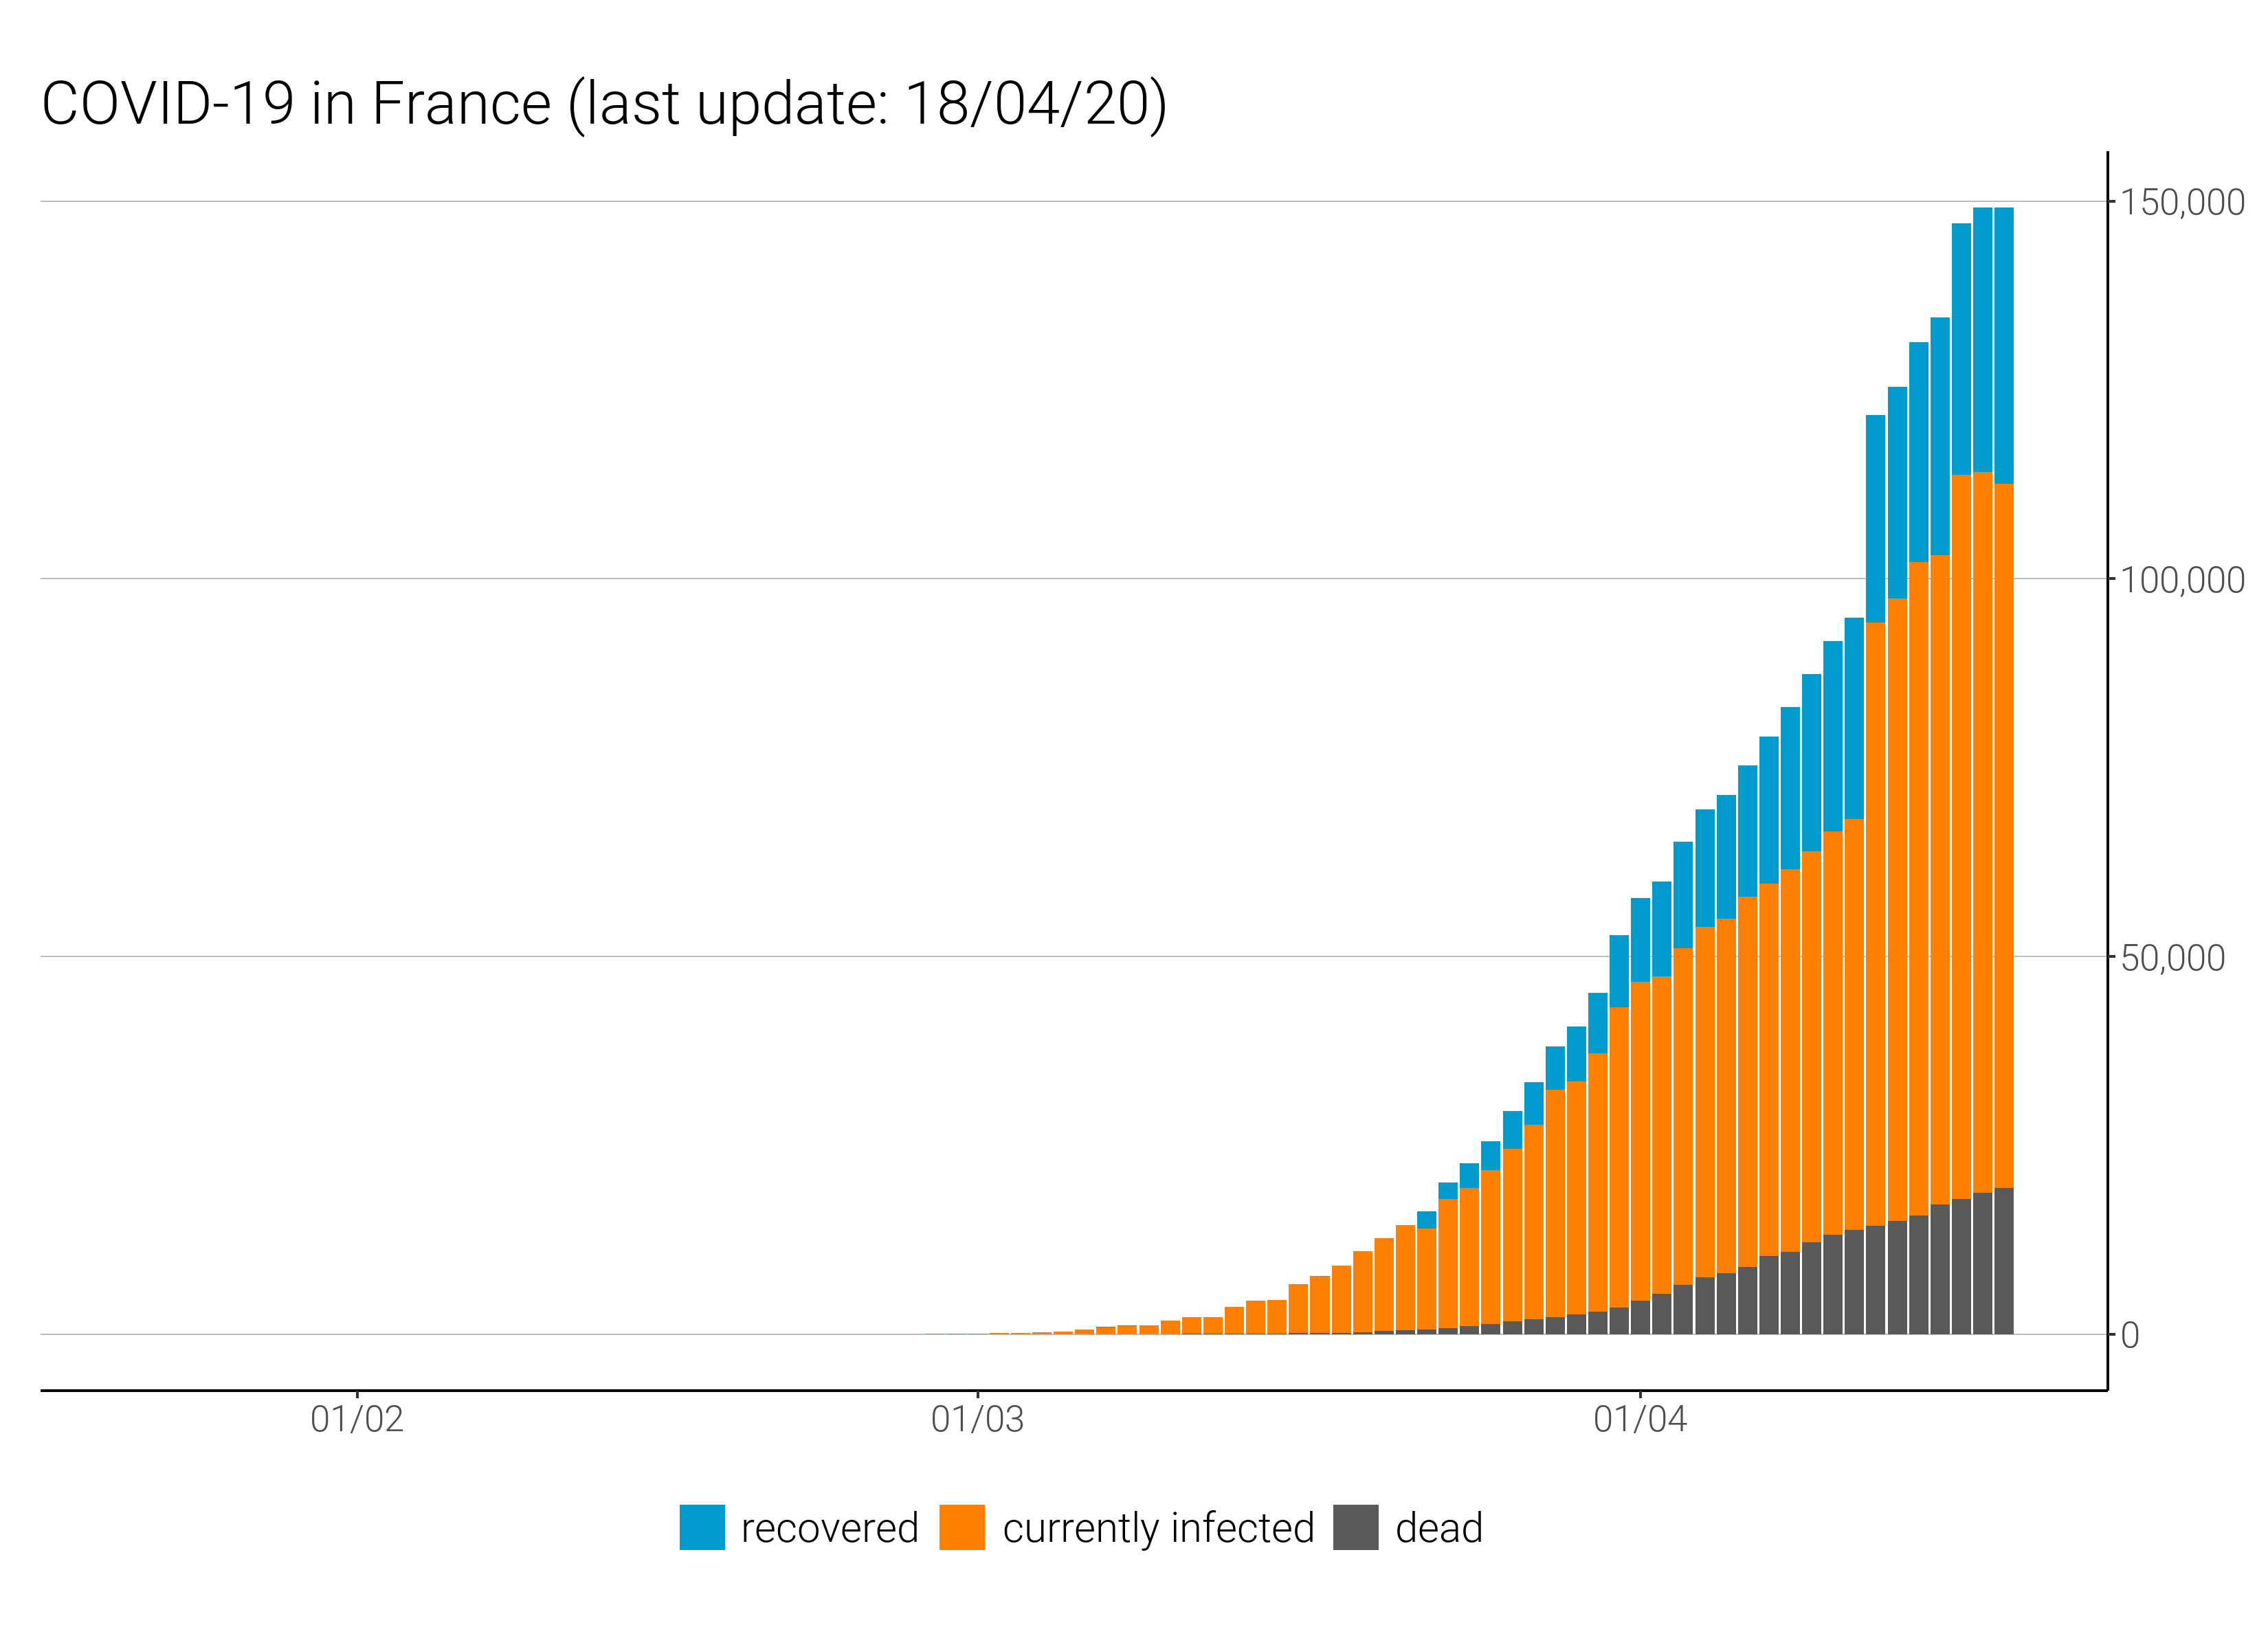 COVID-19 in France (last update: 18/04/20)
150,000
100,000
50,000
0
01/02 01/03 01/04
recovered currently infected dead